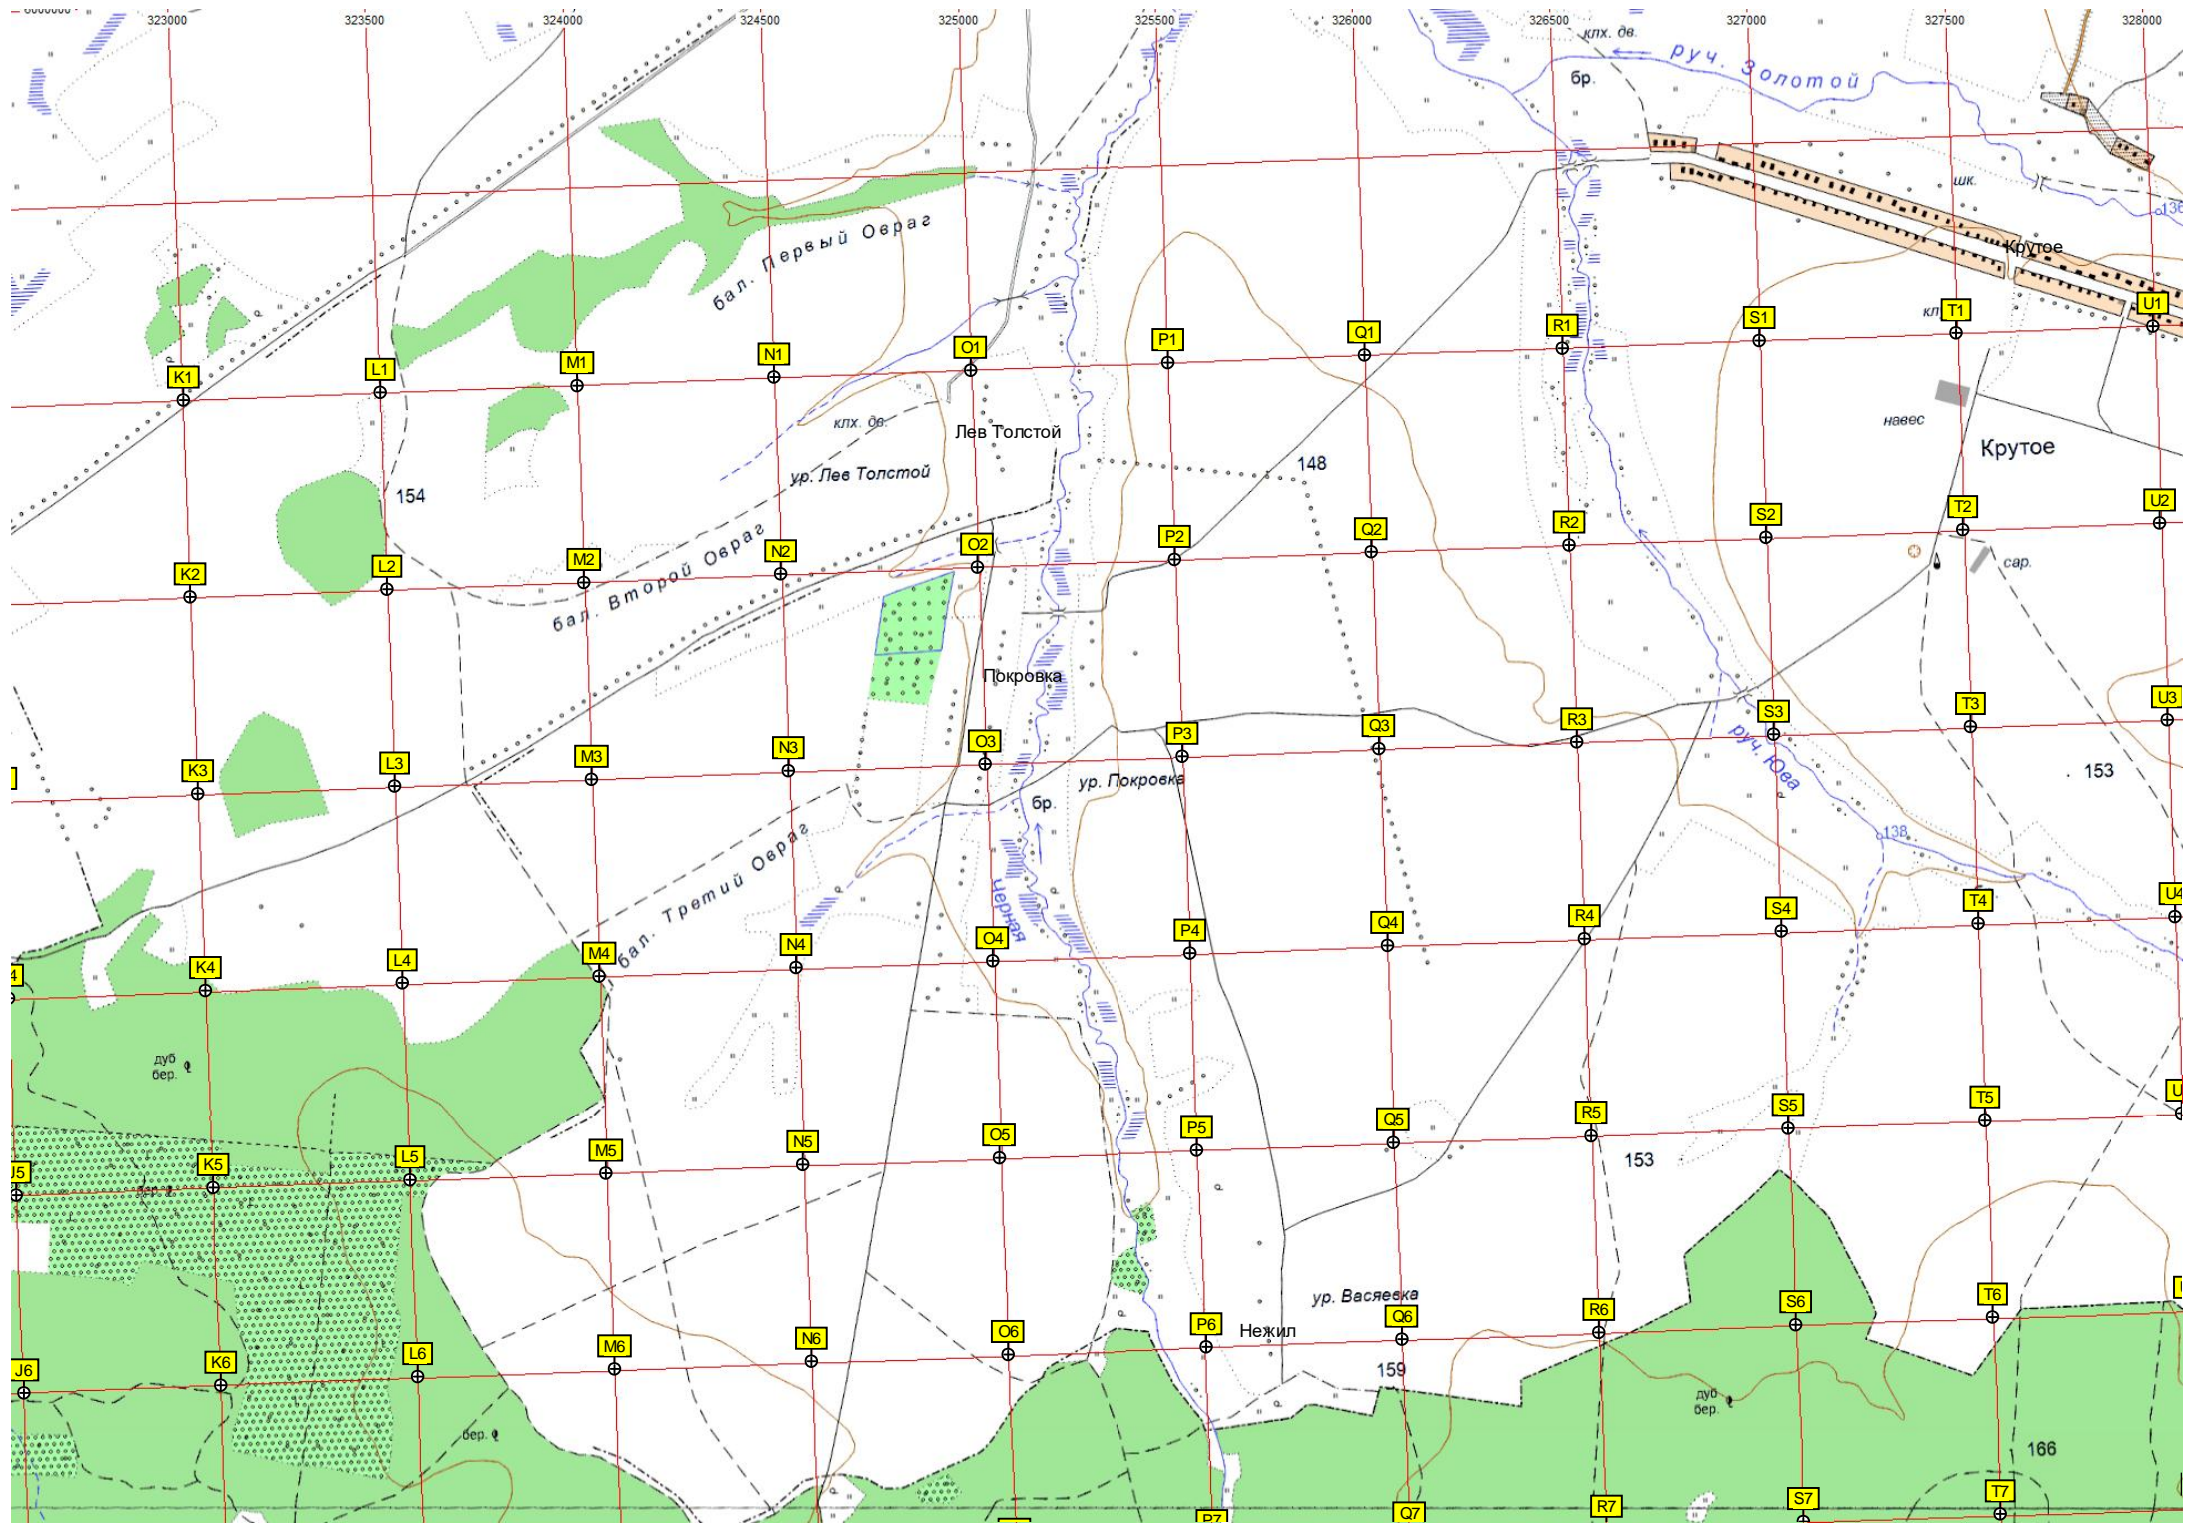 323000 323500 324000 324500 325000 325500 326000 326500 327000 327500 328000
клх. дв.
руч. Золотой
бр.
шк.
136
бал. Первый Овраг
Крутое
U1
T1
S1
R1
Q1
P1
O1
N1
M1
L1
K1
клх. дв.
Лев Толстой
навес
Крутое
148
ур. Лев Толстой
154
U2
T2
S2
R2
Q2
P2
O2
N2
M2
L2
K2
сар.
бал. Второй Овраг
Покровка
U3
T3
S3
R3
Q3
P3
O3
N3
M3
L3
K3
руч. Юва
153
ур. Покровка
бр.
138
бал. Третий Овраг
Черная
U4
T4
S4
R4
Q4
P4
O4
N4
M4
L4
K4
дуб
бер.
T5
S5
R5
Q5
P5
O5
N5
M5
L5
K5
J5
153
бер.
ур. Васяевка
T6
S6
R6
Q6
P6
O6
N6
M6
L6
K6
J6
Нежил
159
дуб
бер.
бер.
166
T7
S7
R7
Q7
P7